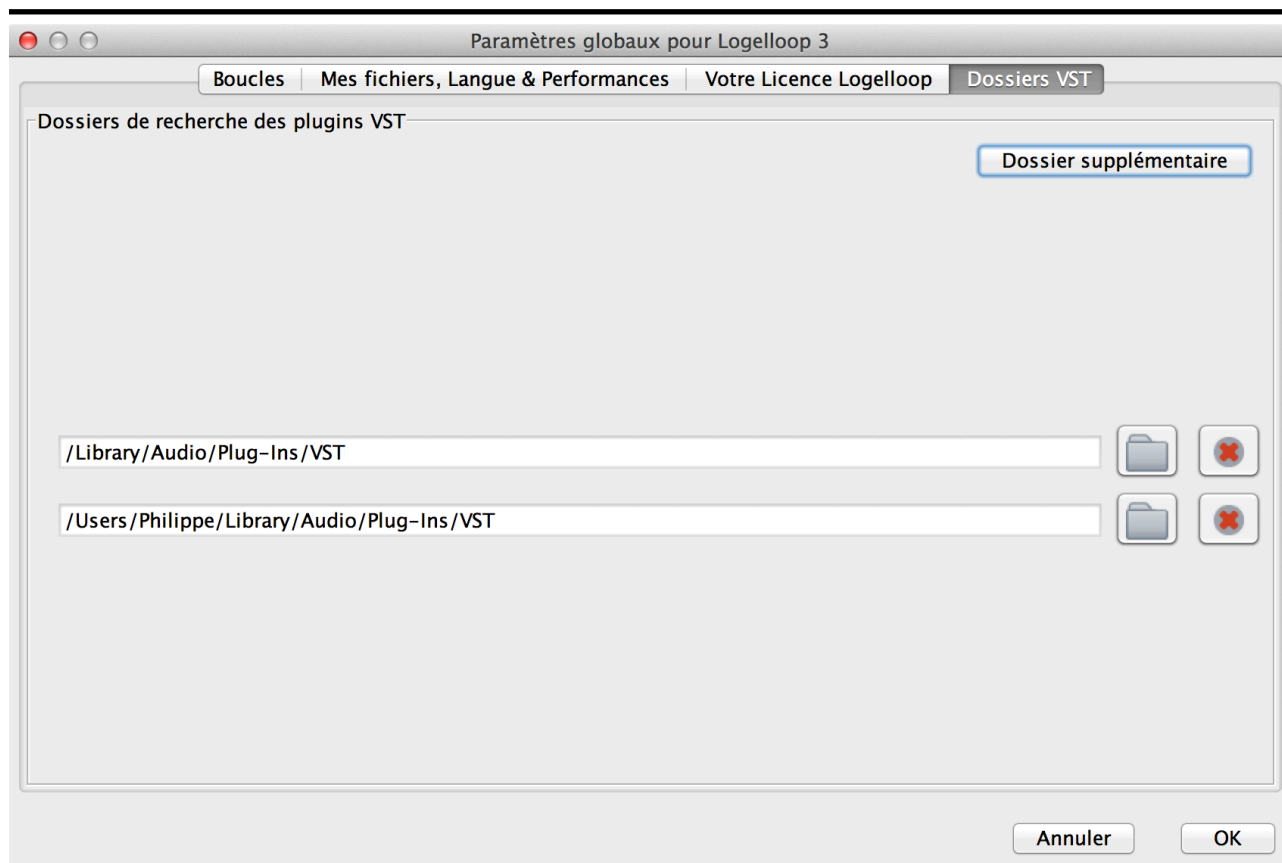 Paramètres globaux pour Logelloop 3
Boucles Mes fichiers, Langue & Performances Votre Licence Logelloop Dossiers VST
Dossiers de recherche des plugins VST
Dossier supplémentaire
/Library/Audio/Plug-Ins/VST
/Users/Philippe/Library/Audio/Plug-Ins/VST
Annuler OK